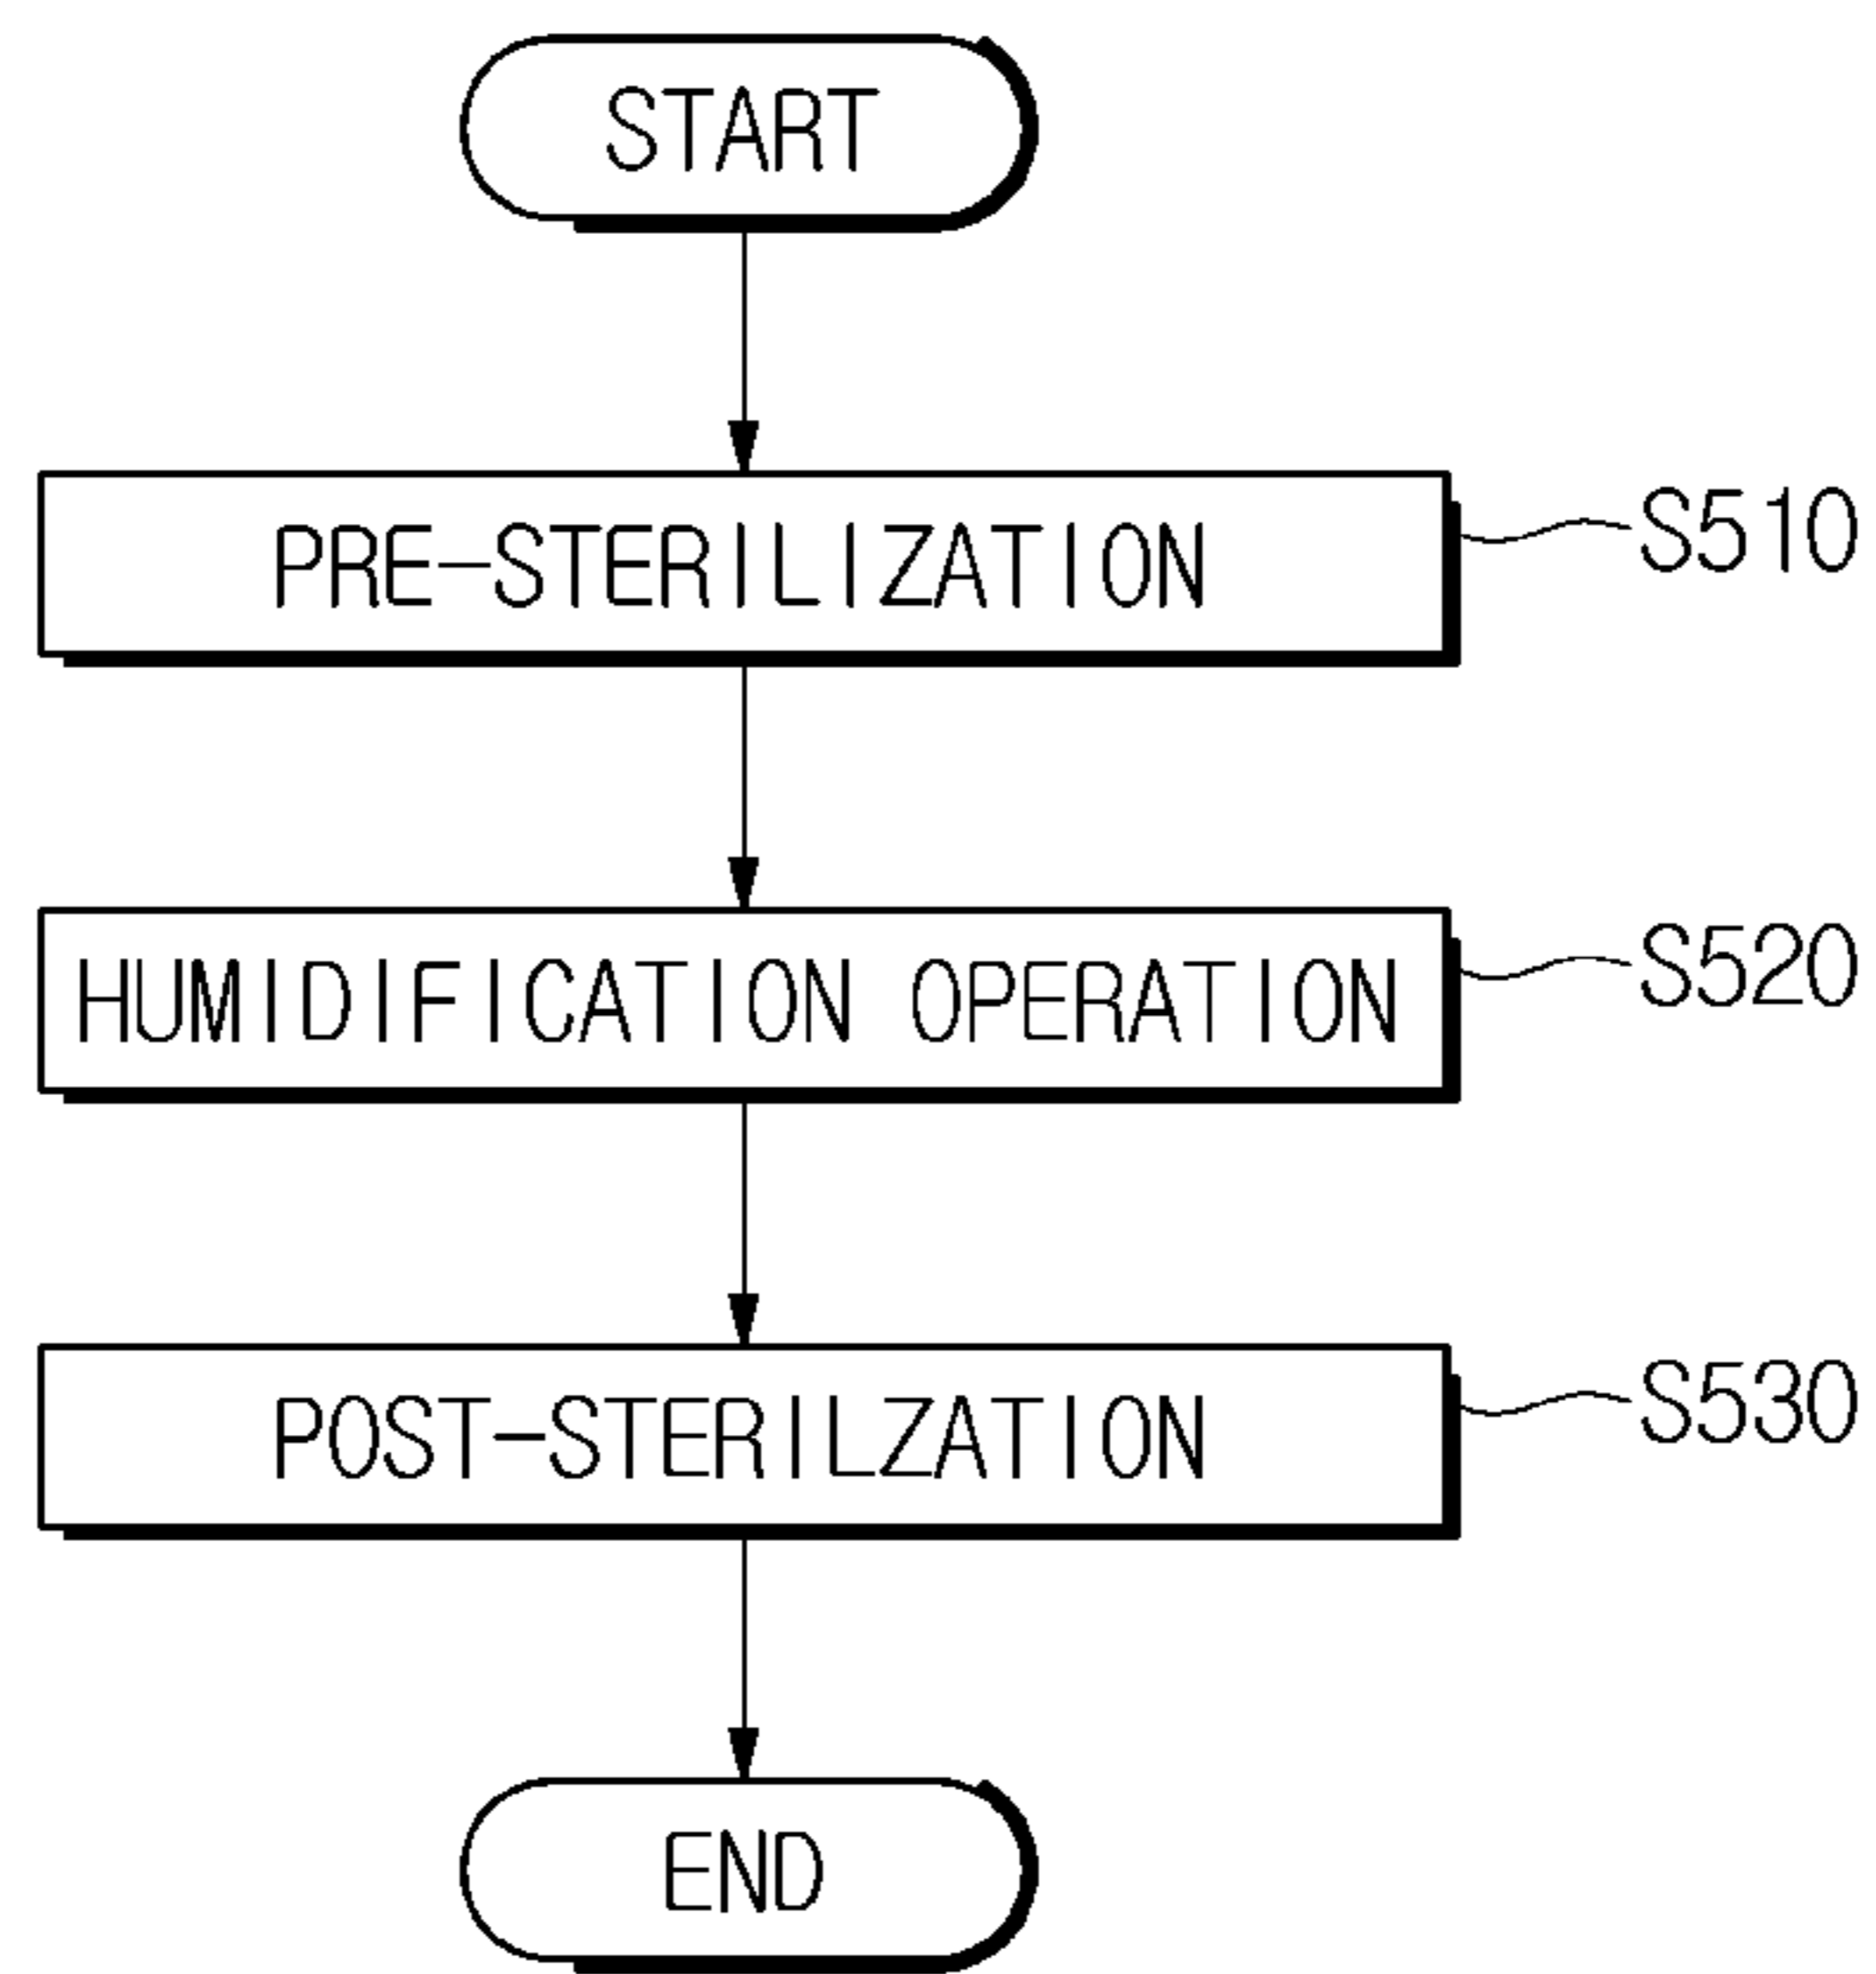 START
PRE-STERILIZATION
S510
HUMIDIFICATION OPERATION
S520
POST-STERILZATION
S530
END